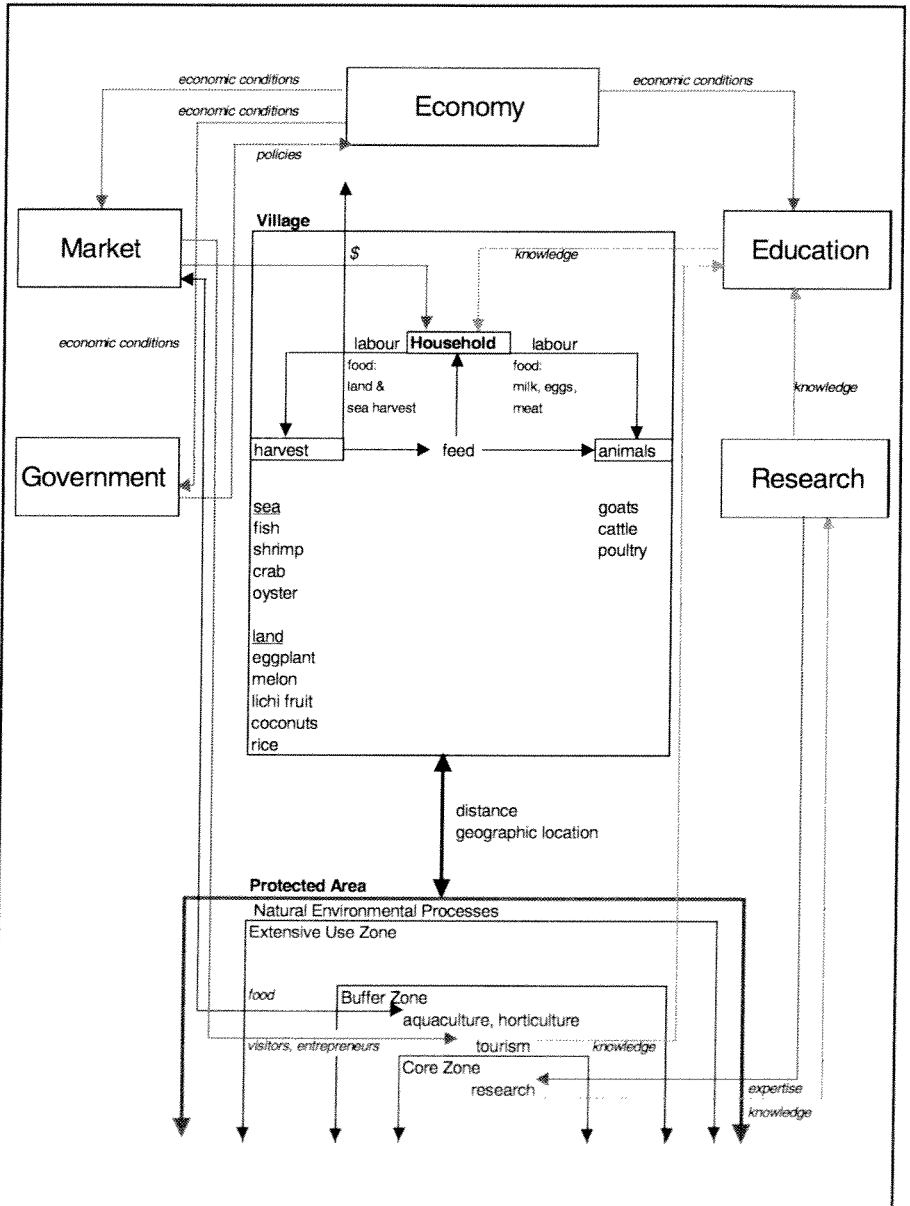 economic conditions
Economy
economic conditions
economic conditions
policies
Village
Market
$
knowledge
Education
economic conditions
labour
Household
labour
food:
land &
sea harvest
food:
milk, eggs,
meat
knowledge
harvest
feed
animals
Government
Research
sea
fish
shrimp
crab
oyster
goats
cattle
poultry
land
eggplant
melon
lichi fruit
coconuts
rice
distance
geographic location
Protected Area
Natural Environmental Processes
Extensive Use Zone
food
Buffer Zone
aquaculture, horticulture
visitors, entrepreneurs
tourism
knowledge
Core Zone
research
expertise
knowledge